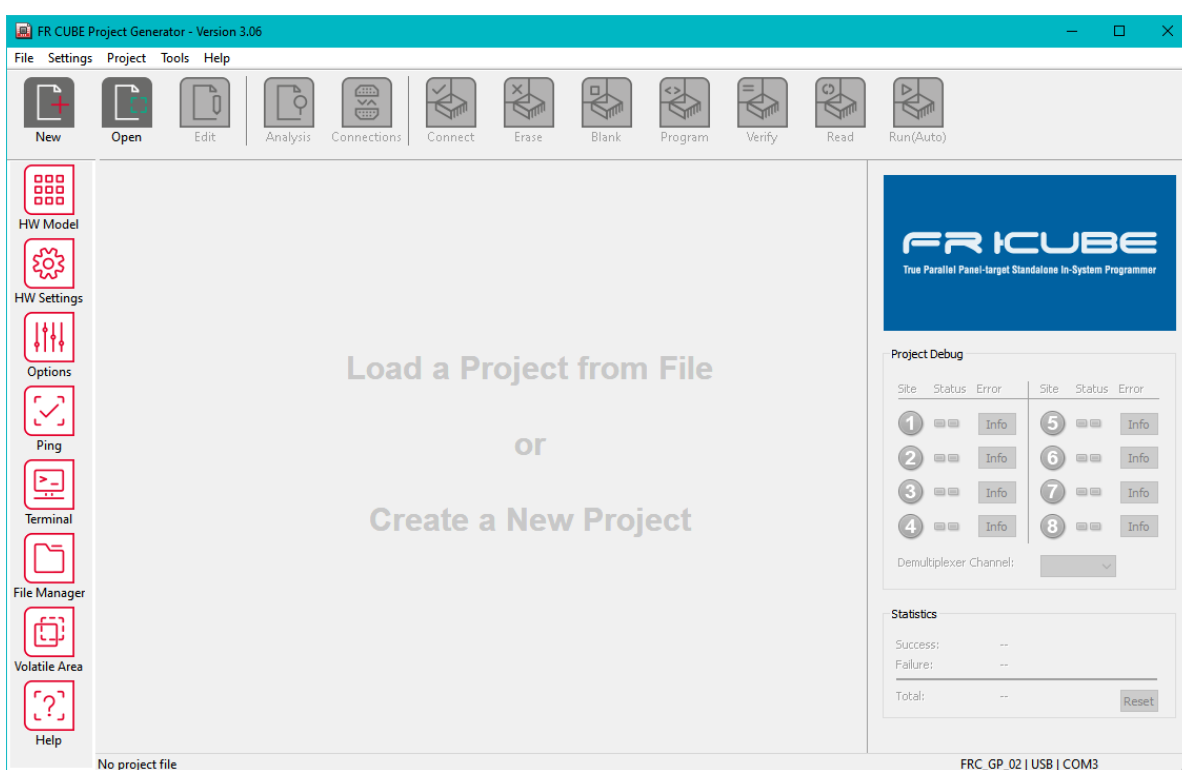 FR CUBE Project Generator - Version 3.06
File Settings Project Tools Help
New Open Edit Analysis Connections Connect Erase Blank Program Verify Read Run(Auto)
HW Model
HW Settings
Options
Ping
Terminal
File Manager
Volatile Area
Help
Load a Project from File
or
Create a New Project
FR CUBE
True Parallel Panel-target Standalone In-System Programmer
Project Debug
Site Status Error Site Status Error
1 Info 5 Info
2 Info 6 Info
3 Info 7 Info
4 Info 8 Info
Demultiplexer Channel:
Statistics
Success: --
Failure: --
Total: -- Reset
No project file FRC_GP_02 | USB | COM3